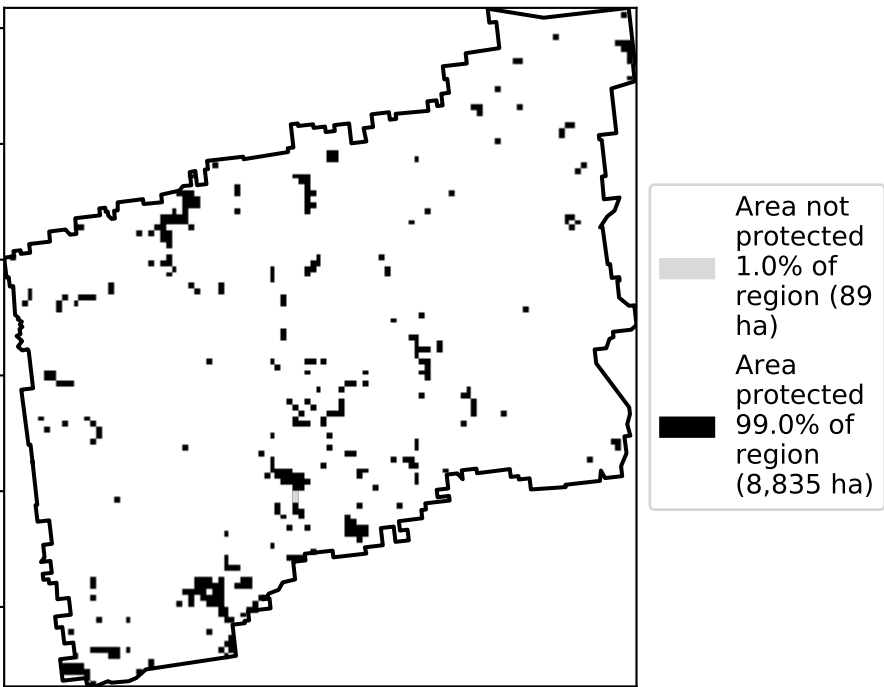 Area not
protected
1.0% of
region (89
ha)
Area
protected
99.0% of
region
(8,835 ha)